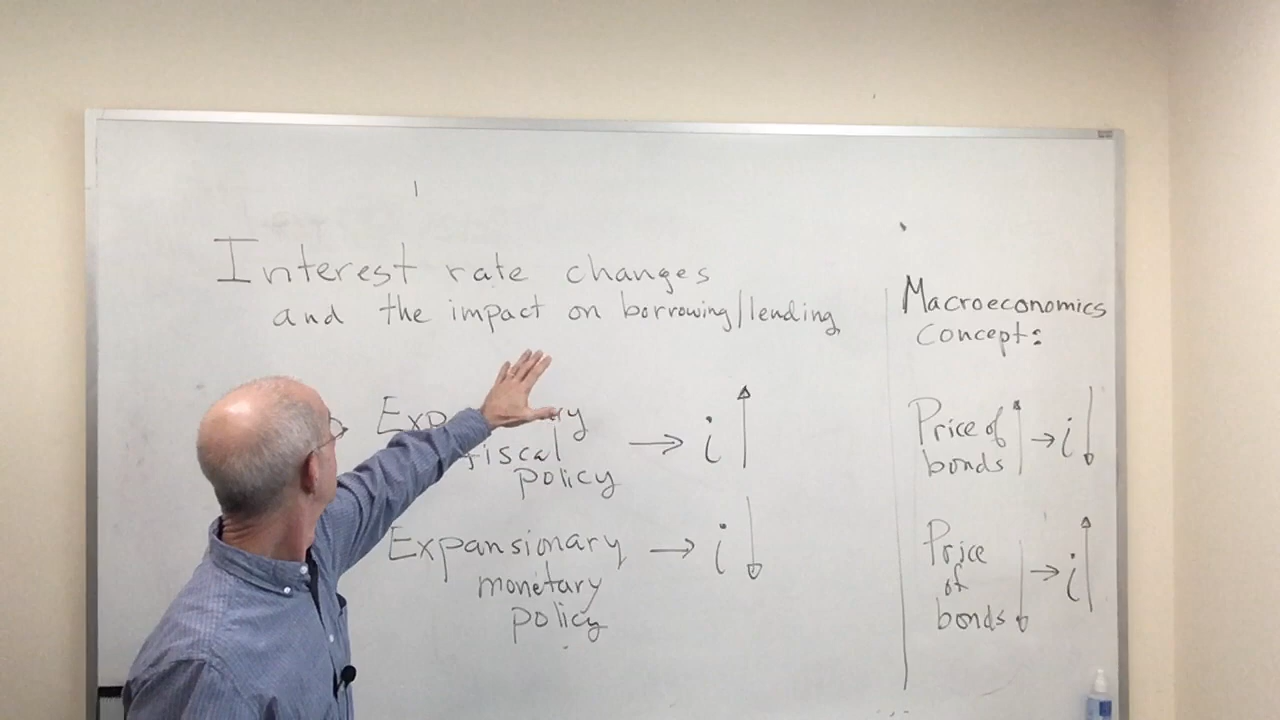 Interest rate changes
and the impact on borrowing/lending
fiscal
policy → i ↑
Expansionary → i ↓
monetary
policy
Macroeconomics
Concept:
Price of
bonds ↑ → i ↓
Price
of
bonds ↓ → i ↑